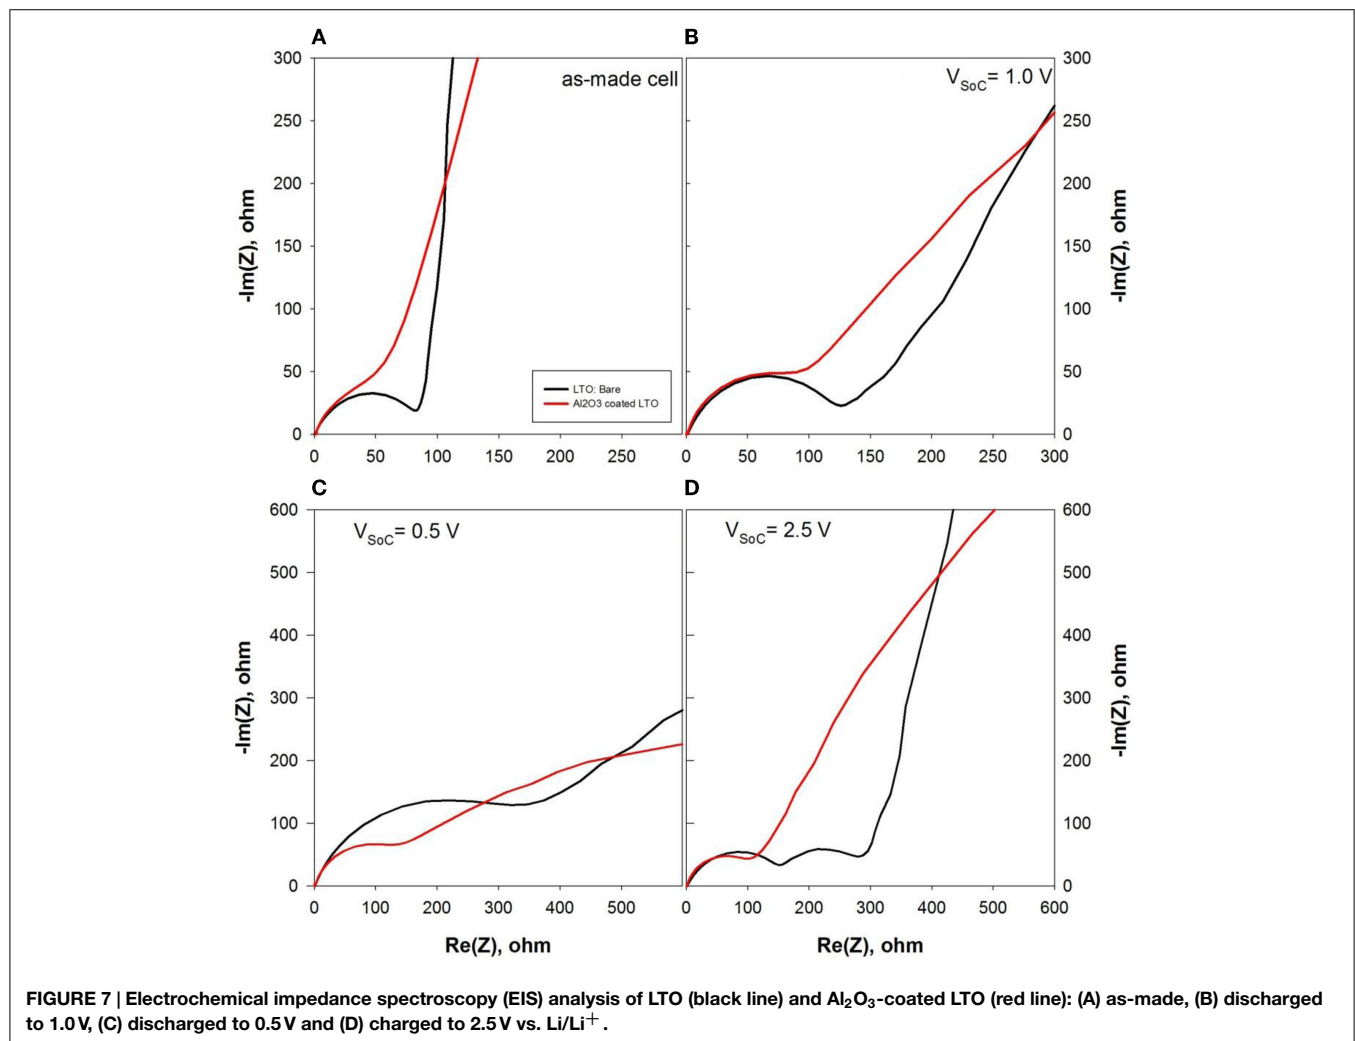 A
B
300
250
200
150
100
50
0
-Im(Z), ohm
as-made cell
LTO: Bare
Al2O3 coated LTO
0 50 100 150 200 250
V_SoC= 1.0 V
300
250
200
150
100
50
0
-Im(Z), ohm
0 50 100 150 200 250 300
C
D
600
500
400
300
200
100
0
-Im(Z), ohm
V_SoC= 0.5 V
0 100 200 300 400 500
Re(Z), ohm
V_SoC= 2.5 V
600
500
400
300
200
100
0
-Im(Z), ohm
0 100 200 300 400 500 600
Re(Z), ohm
FIGURE 7 | Electrochemical impedance spectroscopy (EIS) analysis of LTO (black line) and Al₂O₃-coated LTO (red line): (A) as-made, (B) discharged
to 1.0 V, (C) discharged to 0.5 V and (D) charged to 2.5 V vs. Li/Li⁺.